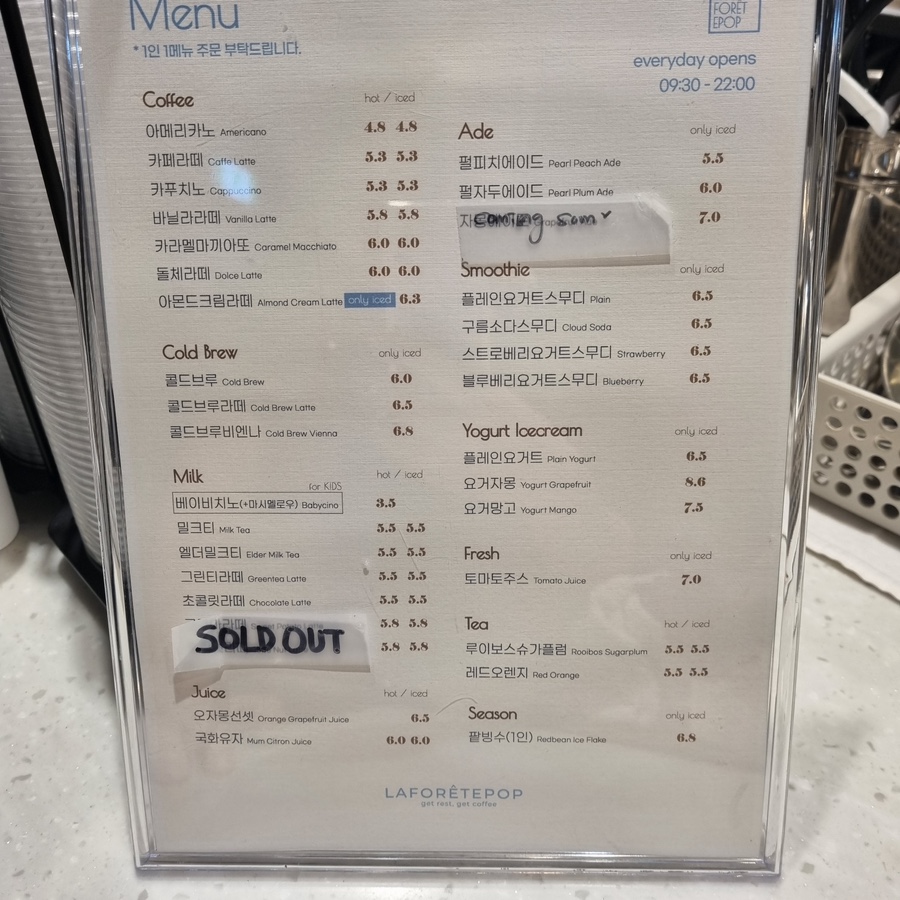 Menu
* 1인 1메뉴 주문 부탁드립니다.
FORÊT
EPOP
everyday opens
09:30 - 22:00
Coffee hot / iced
아메리카노 Americano 4.8 4.8
카페라떼 Caffe Latte 5.3 5.3
카푸치노 Cappuccino 5.3 5.3
바닐라라떼 Vanilla Latte 5.8 5.8
카라멜마끼아또 Caramel Macchiato 6.0 6.0
돌체라떼 Dolce Latte 6.0 6.0
아몬드크림라떼 Almond Cream Latte only iced 6.3
Cold Brew only iced
콜드브루 Cold Brew 6.0
콜드브루라떼 Cold Brew Latte 6.5
콜드브루비엔나 Cold Brew Vienna 6.8
Milk hot / iced
for KIDS
베이비치노(+마시멜로우) Babycino 3.5
밀크티 Milk Tea 5.5 5.5
엘더밀크티 Elder Milk Tea 5.5 5.5
그린티라떼 Greentea Latte 5.5 5.5
초콜릿라떼 Chocolate Latte 5.5 5.5
5.8 5.8
SOLD OUT 5.8 5.8
Juice hot / iced
오자몽선셋 Orange Grapefruit Juice 6.5
국화유자 Mum Citron Juice 6.0 6.0
Ade only iced
펄피치에이드 Pearl Peach Ade 5.5
펄자두에이드 Pearl Plum Ade 6.0
coming soon 7.0
Smoothie only iced
플레인요거트스무디 Plain 6.5
구름소다스무디 Cloud Soda 6.5
스트로베리요거트스무디 Strawberry 6.5
블루베리요거트스무디 Blueberry 6.5
Yogurt Icecream only iced
플레인요거트 Plain Yogurt 6.5
요거자몽 Yogurt Grapefruit 8.6
요거망고 Yogurt Mango 7.5
Fresh only iced
토마토주스 Tomato Juice 7.0
Tea hot / iced
루이보스슈가플럼 Rooibos Sugarplum 5.5 5.5
레드오렌지 Red Orange 5.5 5.5
Season only iced
팥빙수(1인) Redbean Ice Flake 6.8
LAFORÊTEPOP
get rest, get coffee